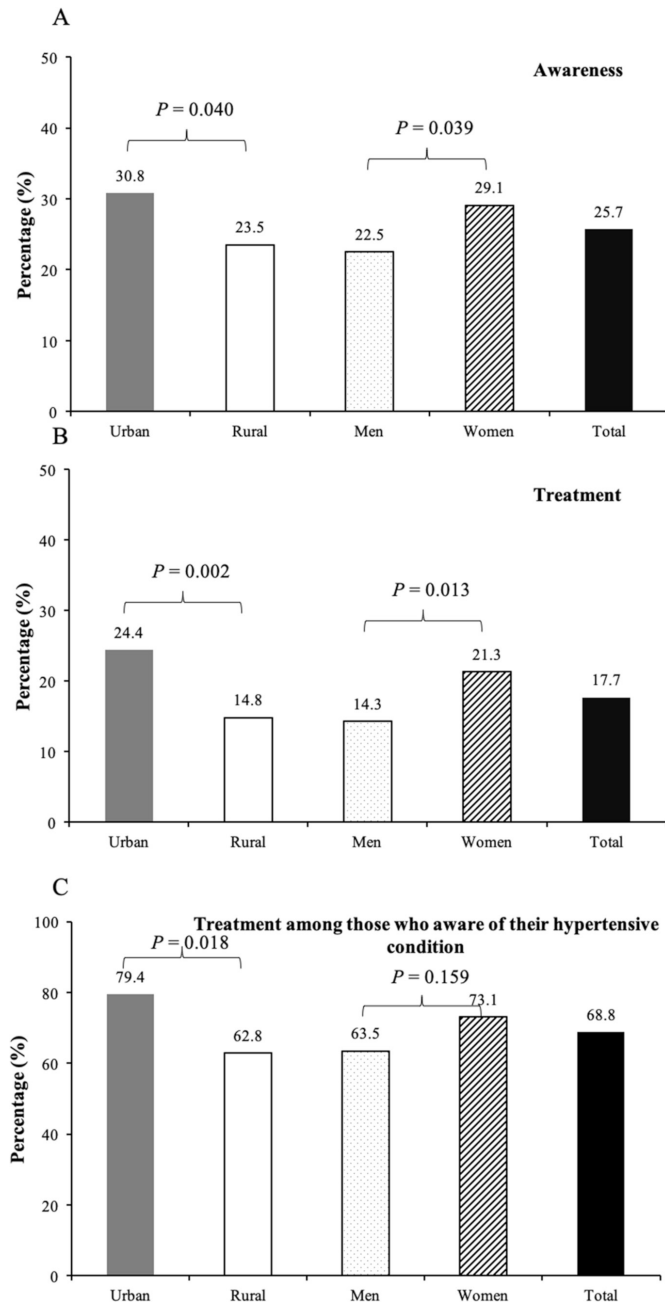 A
50
40
30
20
10
0
Percentage (%)
Awareness
P = 0.040
P = 0.039
30.8
23.5
22.5
29.1
25.7
Urban
Rural
Men
Women
Total
B
50
40
30
20
10
0
Percentage (%)
Treatment
P = 0.002
P = 0.013
24.4
14.8
14.3
21.3
17.7
Urban
Rural
Men
Women
Total
C
100
80
60
40
20
0
Percentage (%)
Treatment among those who aware of their hypertensive
condition
P = 0.018
P = 0.159
79.4
62.8
63.5
73.1
68.8
Urban
Rural
Men
Women
Total